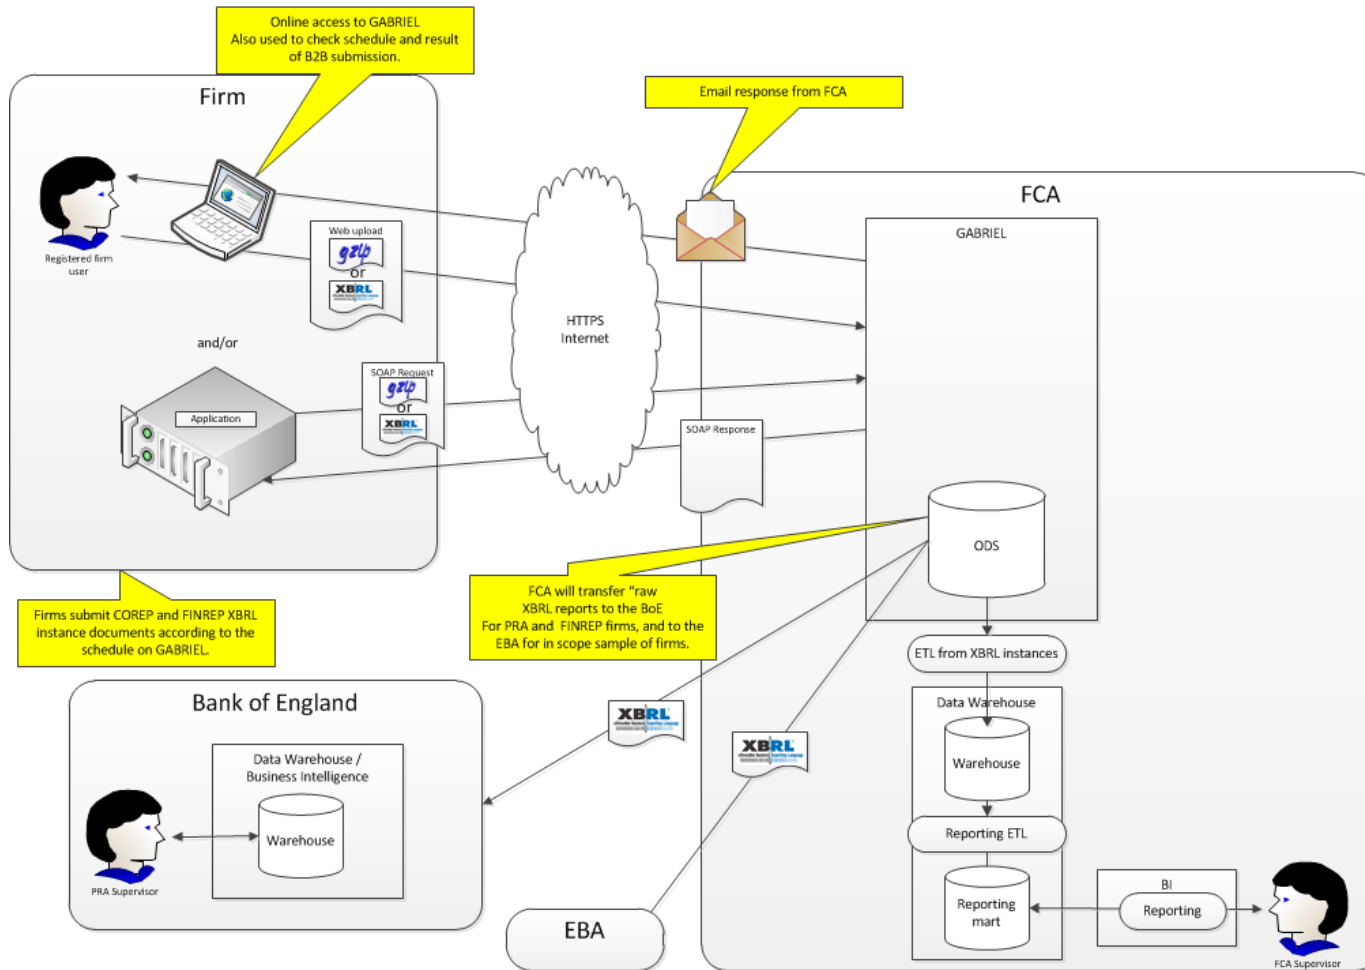 Online access to GABRIEL
Also used to check schedule and result
of B2B submission.
Firm
Email response from FCA
FCA
GABRIEL
Registered firm
user
Web upload
gzip
or
XBRL
HTTPS
Internet
and/or
SOAP Request
gzip
or
XBRL
Application
SOAP Response
ODS
FCA will transfer "raw
XBRL reports to the BoE
For PRA and FINREP firms, and to the
EBA for in scope sample of firms.
Firms submit COREP and FINREP XBRL
instance documents according to the
schedule on GABRIEL.
ETL from XBRL instances
Bank of England
Data Warehouse /
Business Intelligence
Warehouse
PRA Supervisor
XBRL
XBRL
Data Warehouse
Warehouse
Reporting ETL
Reporting
mart
BI
Reporting
FCA Supervisor
EBA